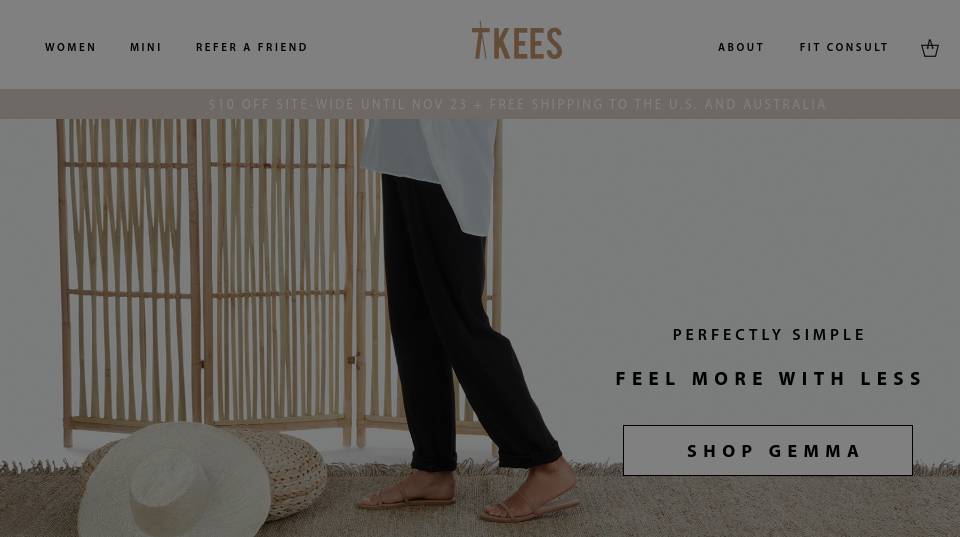 WOMEN MINI REFER A FRIEND TKEES ABOUT FIT CONSULT
$10 OFF SITE-WIDE UNTIL NOV 23 + FREE SHIPPING TO THE U.S. AND AUSTRALIA
PERFECTLY SIMPLE
FEEL MORE WITH LESS
SHOP GEMMA